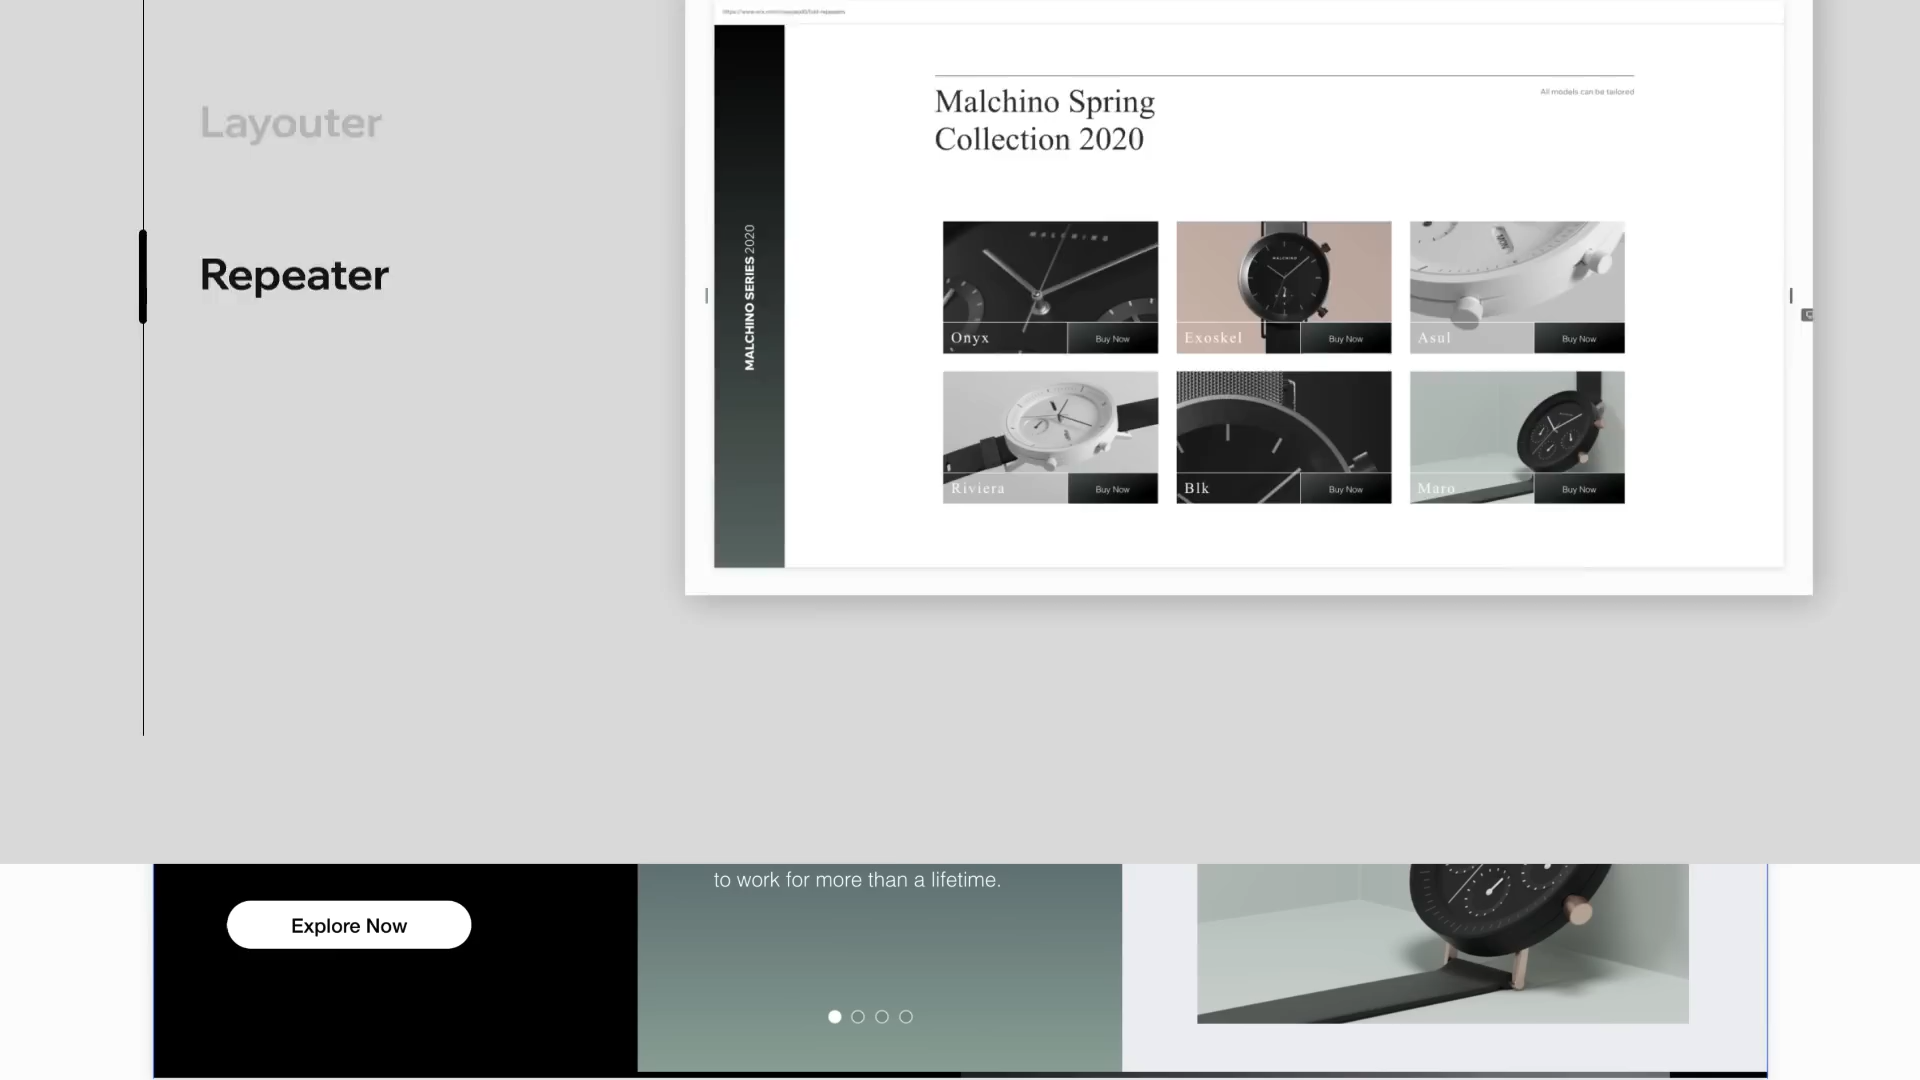 Layouter
Repeater
MALCHINO SERIES 2020
Malchino Spring
Collection 2020
All models can be tailored
MALCHINO
Onyx
Buy Now
MALCHINO
Exoskel
Buy Now
Asul
Buy Now
Riviera
Buy Now
Blk
Buy Now
Maro
Buy Now
to work for more than a lifetime.
Explore Now